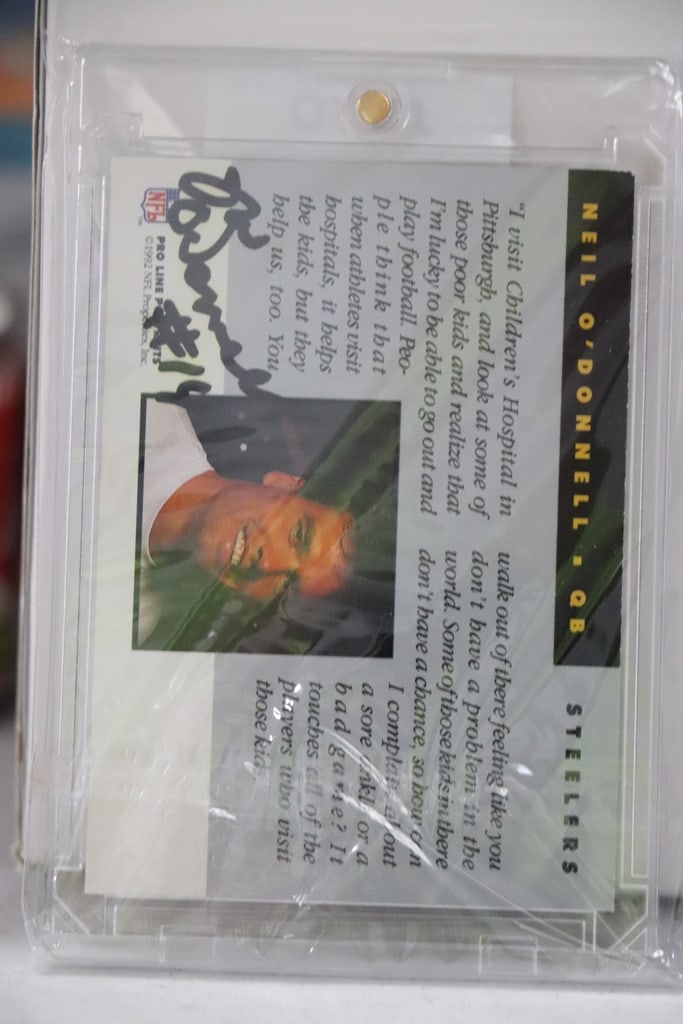 NEIL O'DONNELL ▪ QB
STEELERS
"I visit Children's Hospital in
Pittsburgh, and look at some of
those poor kids and realize that
I'm lucky to be able to go out and
play football. Peo-
ple think that
when athletes visit
hospitals, it helps
the kids, but they
help us, too. You
walk out of there feeling like you
don't have a problem in the
world. Some of those kids in there
don't have a chance, so how can
I complain about
a sore ankle or a
bad game? It
touches all of the
players who visit
those kids
NFL
PRO LINE
©1992 NFL Properties, Inc.